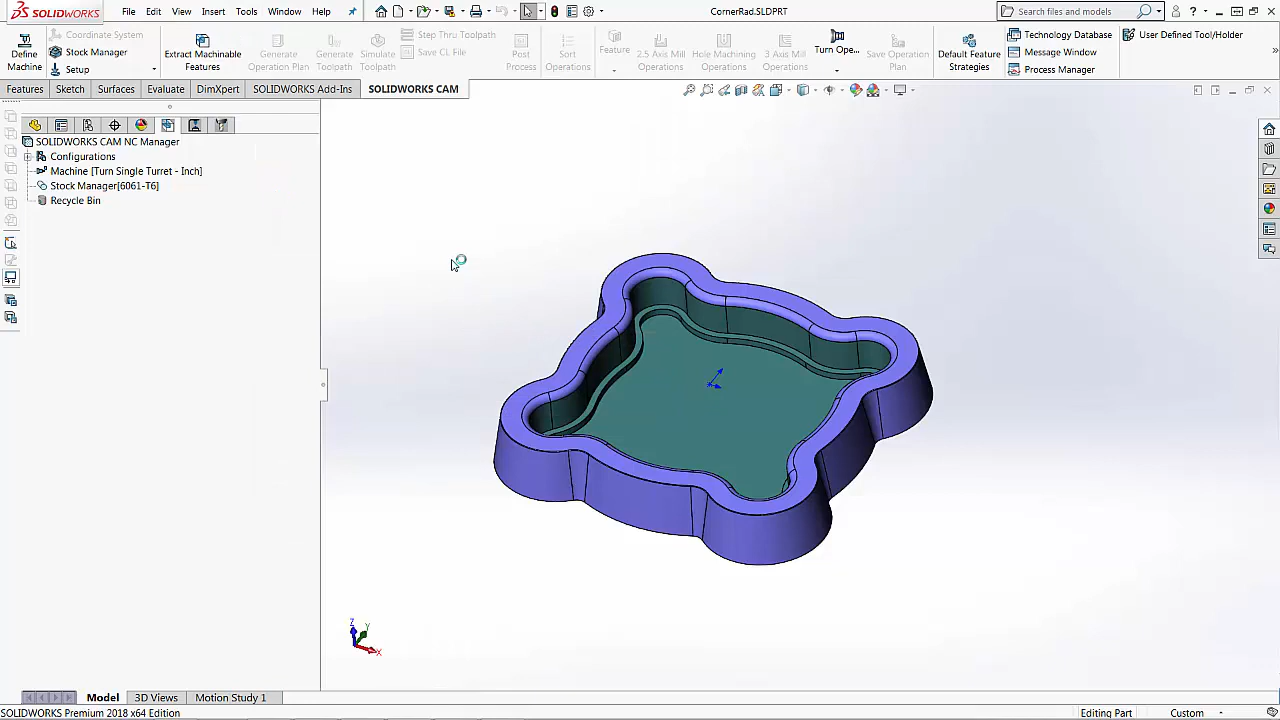 SOLIDWORKS File Edit View Insert Tools Window Help CornerRad.SLDPRT Search files and models
Define Machine
Coordinate System
Stock Manager
Setup
Extract Machinable Features
Generate Operation Plan
Generate Toolpath
Simulate Toolpath
Step Thru Toolpath
Save CL File
Post Process
Sort Operations
Feature
2.5 Axis Mill Operations
Hole Machining Operations
3 Axis Mill Operations
Turn Ope...
Save Operation Plan
Default Feature Strategies
Technology Database
Message Window
Process Manager
User Defined Tool/Holder
Features Sketch Surfaces Evaluate DimXpert SOLIDWORKS Add-Ins SOLIDWORKS CAM
SOLIDWORKS CAM NC Manager
Configurations
Machine [Turn Single Turret - Inch]
Stock Manager[6061-T6]
Recycle Bin
Z
Y
X
Model 3D Views Motion Study 1
SOLIDWORKS Premium 2018 x64 Edition Editing Part Custom